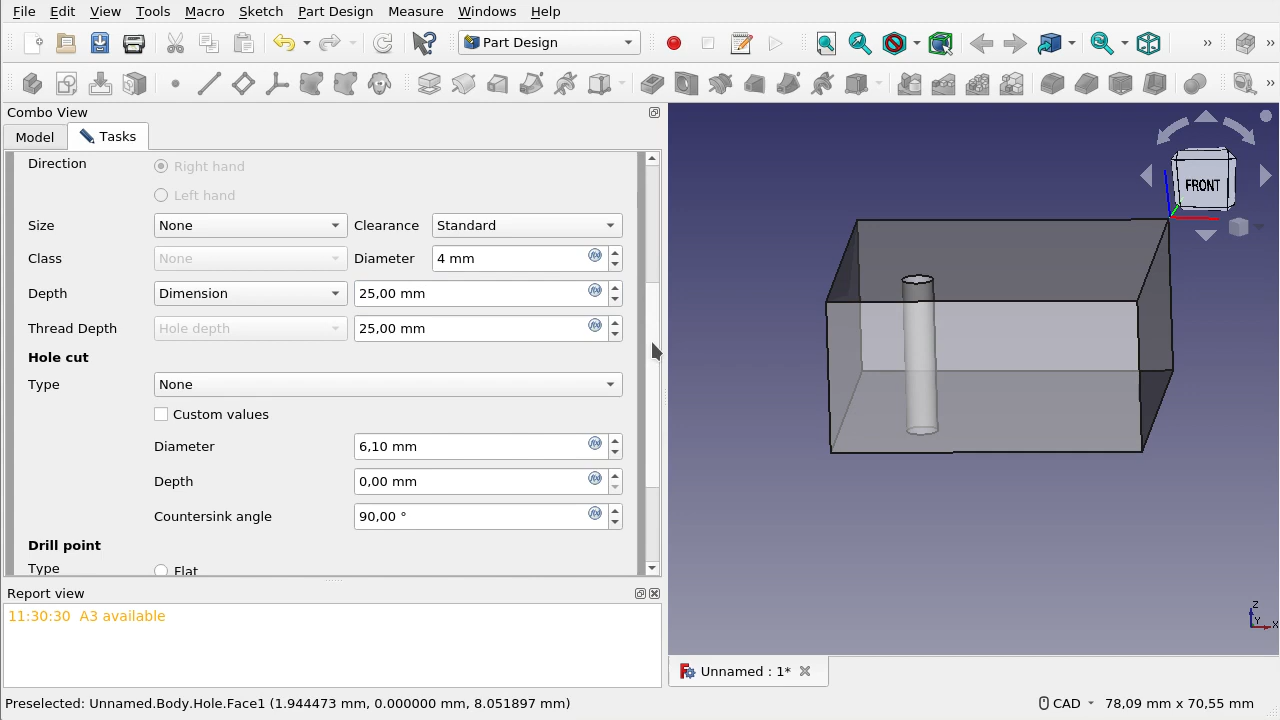 File Edit View Tools Macro Sketch Part Design Measure Windows Help
Part Design
Combo View
Model Tasks
FRONT
Direction Right hand
Left hand
Size None Clearance Standard
Class None Diameter 4 mm
Depth Dimension 25,00 mm
Thread Depth Hole depth 25,00 mm
Hole cut
Type None
Custom values
Diameter 6,10 mm
Depth 0,00 mm
Countersink angle 90,00 °
Drill point
Type Flat
Z
Y
X
Report view
11:30:30 A3 available
Unnamed : 1*
Preselected: Unnamed.Body.Hole.Face1 (1.944473 mm, 0.000000 mm, 8.051897 mm) CAD 78,09 mm x 70,55 mm